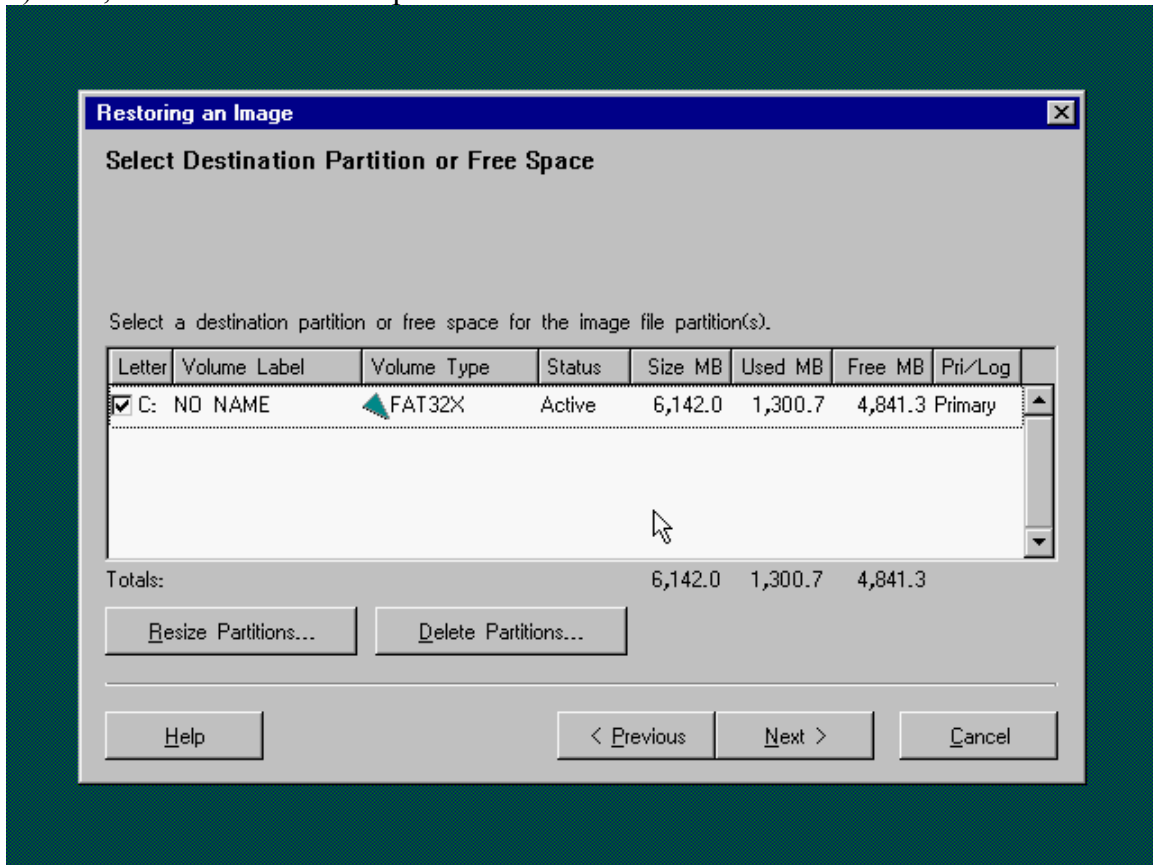 Restoring an Image
Select Destination Partition or Free Space
Select a destination partition or free space for the image file partition(s).
Letter Volume Label Volume Type Status Size MB Used MB Free MB Pri/Log
C: NO NAME FAT32X Active 6,142.0 1,300.7 4,841.3 Primary
Totals: 6,142.0 1,300.7 4,841.3
Resize Partitions... Delete Partitions...
Help < Previous Next > Cancel